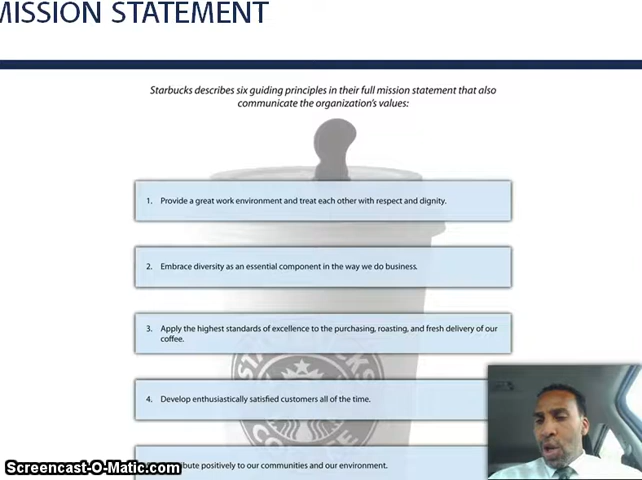 MISSION STATEMENT
Starbucks describes six guiding principles in their full mission statement that also
communicate the organization's values:
1. Provide a great work environment and treat each other with respect and dignity.
2. Embrace diversity as an essential component in the way we do business.
3. Apply the highest standards of excellence to the purchasing, roasting, and fresh delivery of our
coffee.
STARBUCKS
4. Develop enthusiastically satisfied customers all of the time.
COFFEE
bute positively to our communities and our environment.
Screencast-O-Matic.com